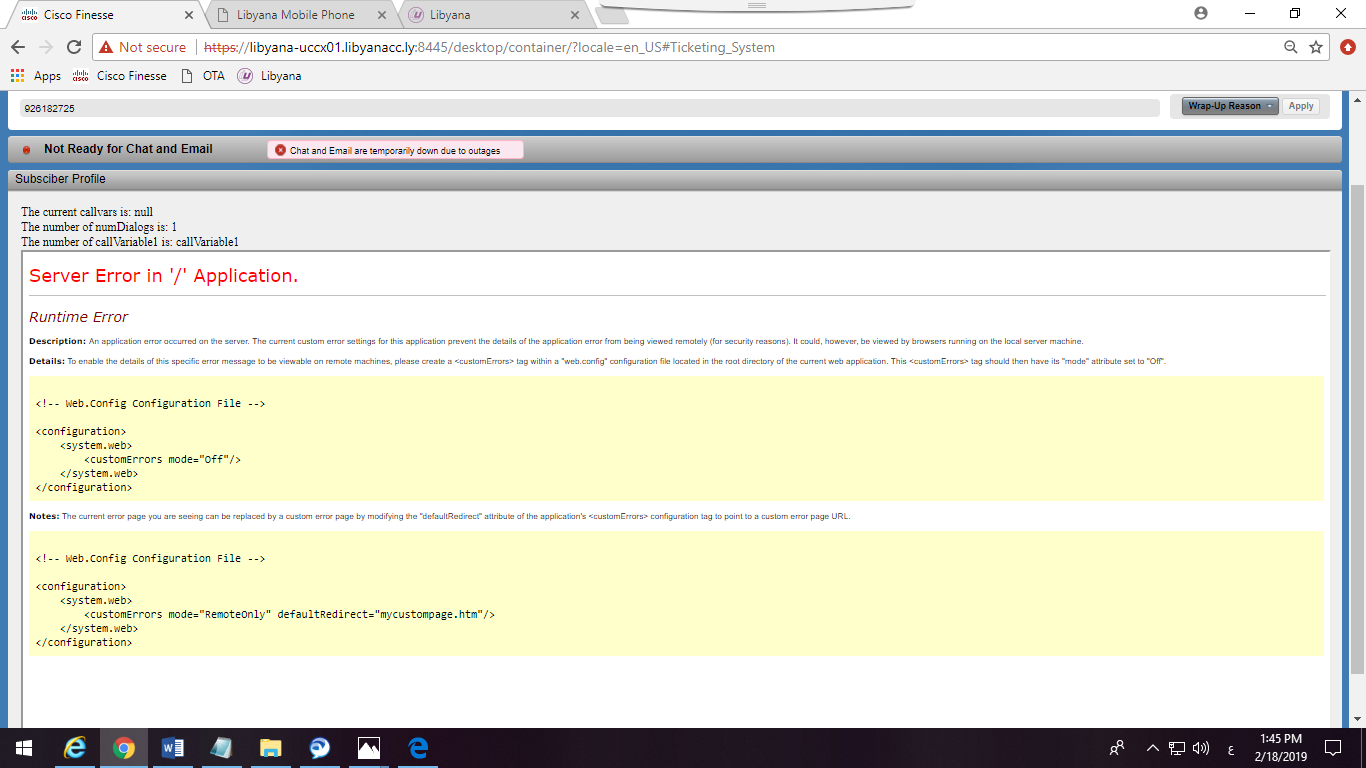 Cisco Finesse
Libyana Mobile Phone
Libyana
Not secure
https://libyana-uccx01.libyanacc.ly:8445/desktop/container/?locale=en_US#Ticketing_System
Apps
cisco
Cisco Finesse
OTA
Libyana
926182725
Wrap-Up Reason
Apply
Not Ready for Chat and Email
Chat and Email are temporarily down due to outages
Subsciber Profile
The current callvars is: null
The number of numDialogs is: 1
The number of callVariable1 is: callVariable1
Server Error in '/' Application.
Runtime Error
Description: An application error occurred on the server. The current custom error settings for this application prevent the details of the application error from being viewed remotely (for security reasons). It could, however, be viewed by browsers running on the local server machine.
Details: To enable the details of this specific error message to be viewable on remote machines, please create a <customErrors> tag within a "web.config" configuration file located in the root directory of the current web application. This <customErrors> tag should then have its "mode" attribute set to "Off".
<!-- Web.Config Configuration File -->
<configuration>
    <system.web>
        <customErrors mode="Off"/>
    </system.web>
</configuration>
Notes: The current error page you are seeing can be replaced by a custom error page by modifying the "defaultRedirect" attribute of the application's <customErrors> configuration tag to point to a custom error page URL.
<!-- Web.Config Configuration File -->
<configuration>
    <system.web>
        <customErrors mode="RemoteOnly" defaultRedirect="mycustompage.htm"/>
    </system.web>
</configuration>
ع
1:45 PM
2/18/2019